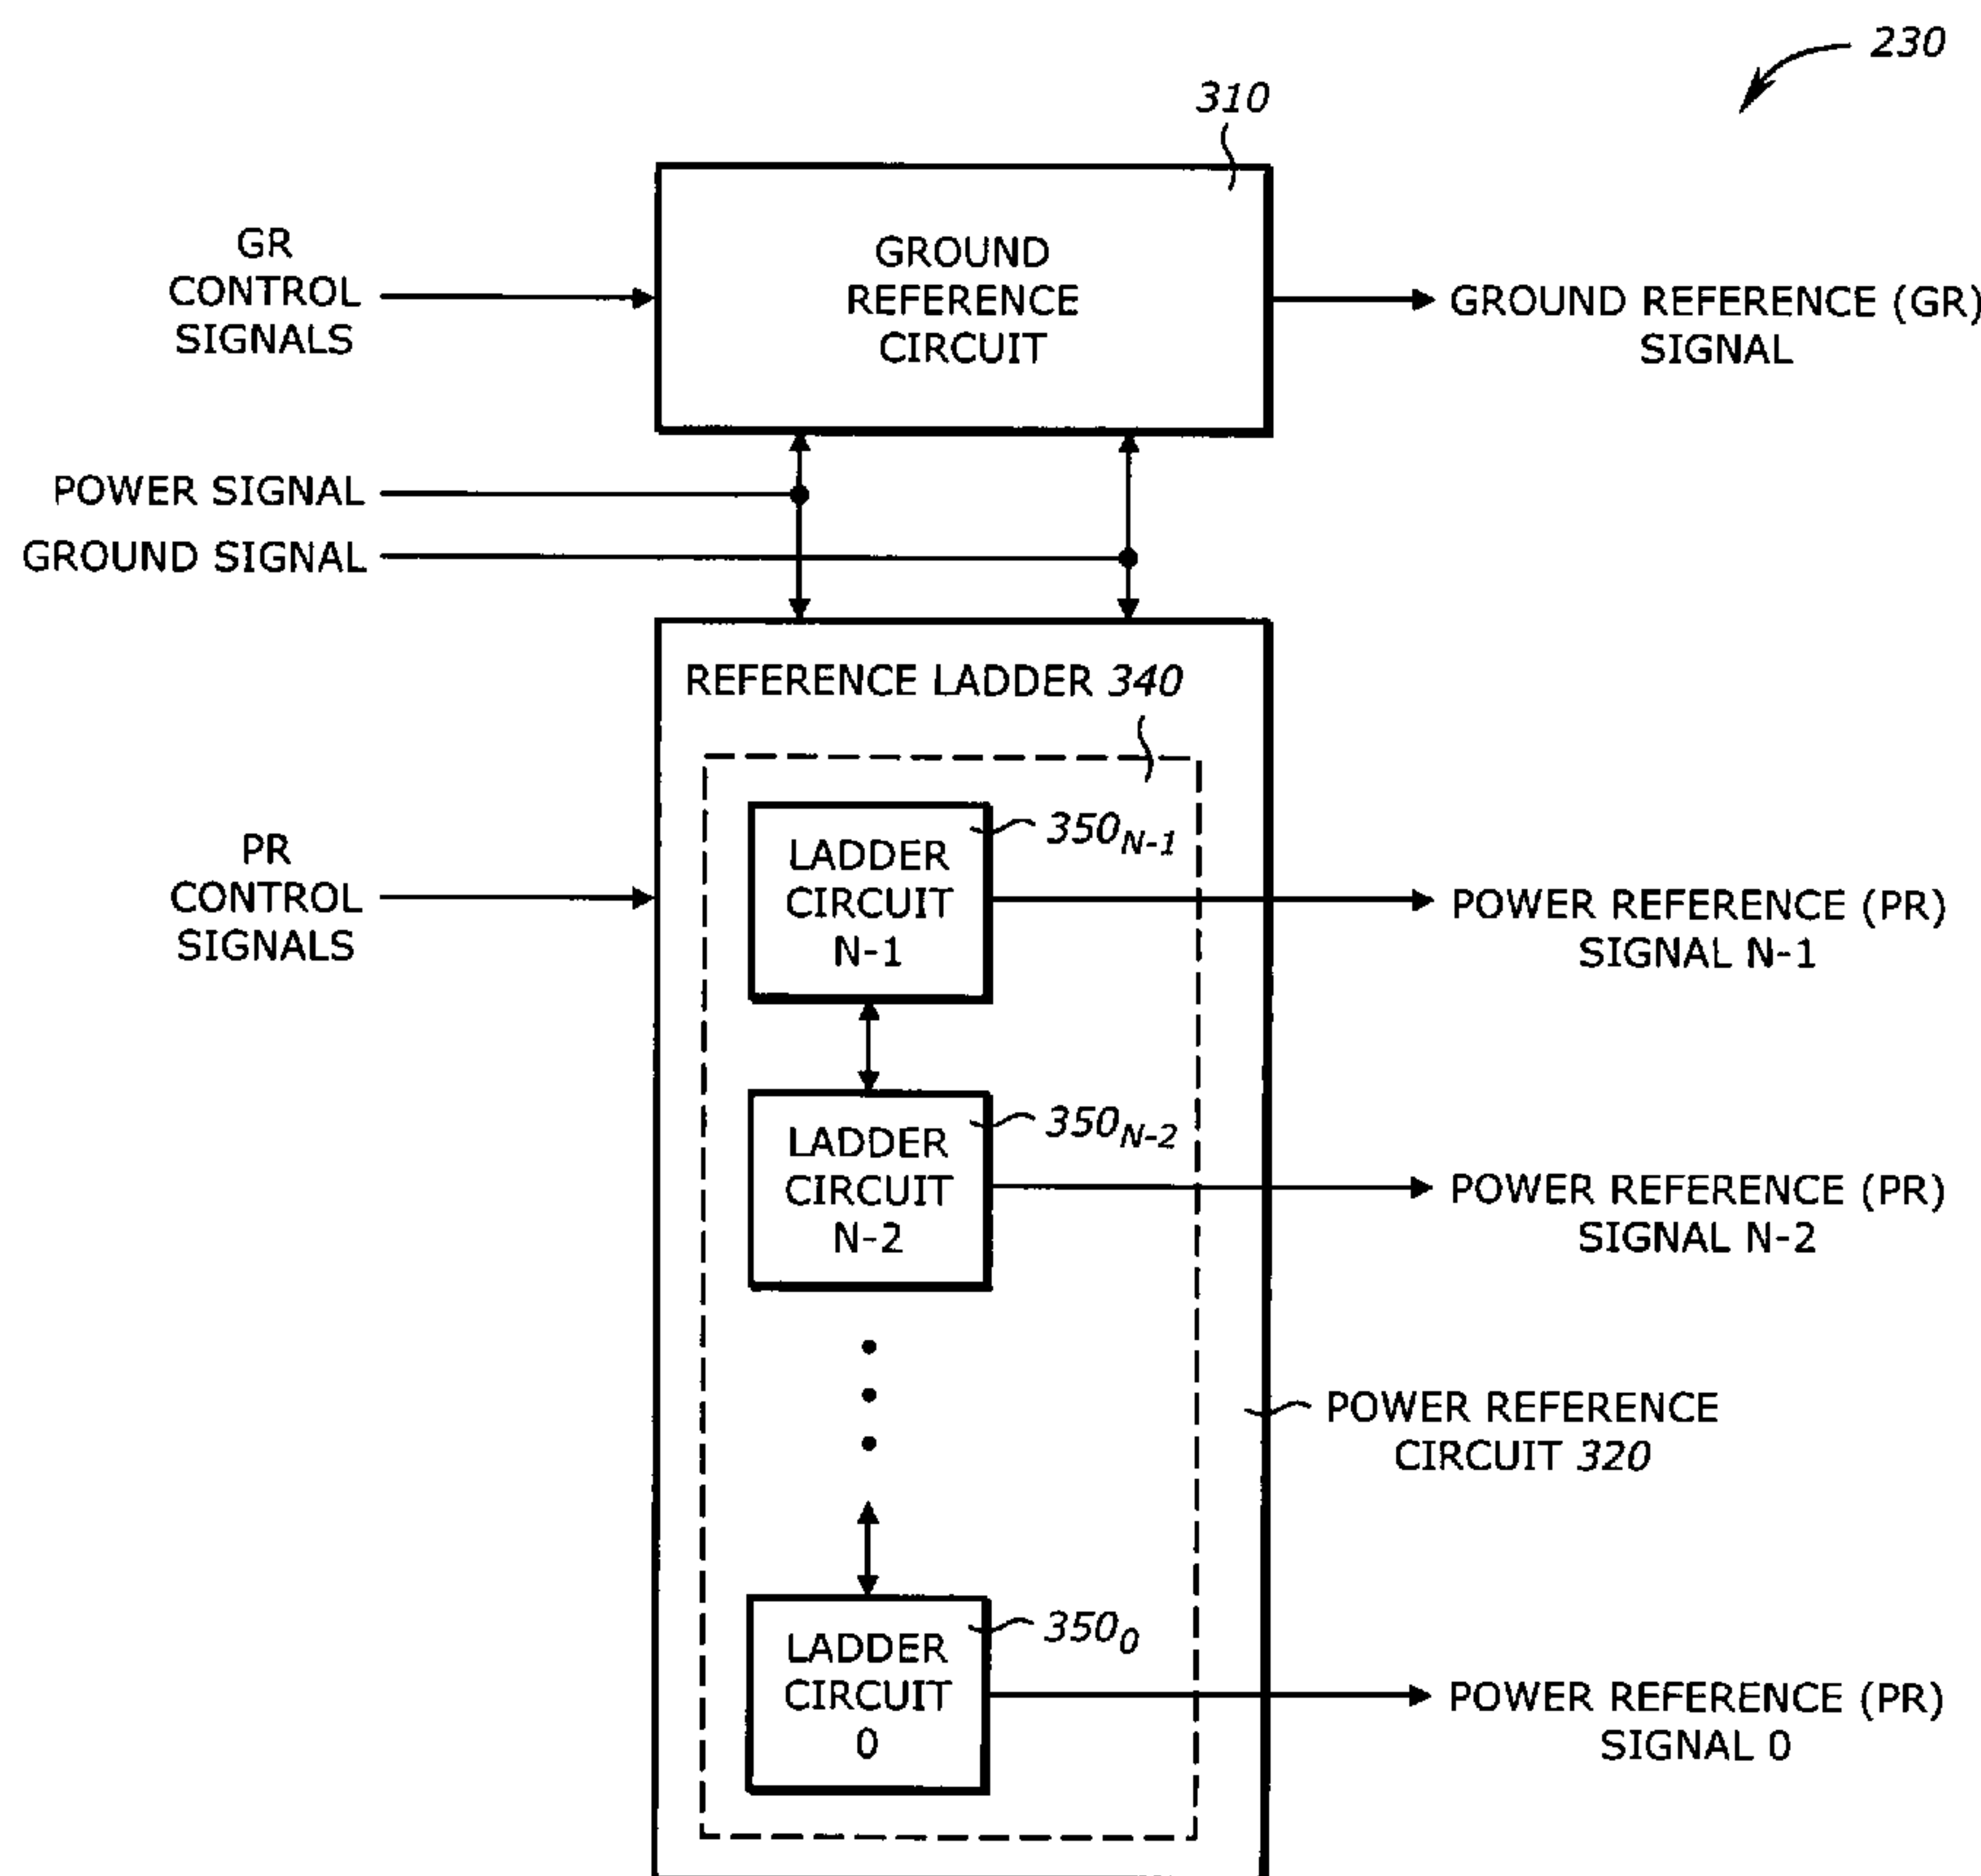 230
310
GR
CONTROL
SIGNALS
GROUND
REFERENCE
CIRCUIT
GROUND REFERENCE (GR)
SIGNAL
POWER SIGNAL
GROUND SIGNAL
REFERENCE LADDER 340
PR
CONTROL
SIGNALS
LADDER
CIRCUIT
N-1
350N-1
POWER REFERENCE (PR)
SIGNAL N-1
LADDER
CIRCUIT
N-2
350N-2
POWER REFERENCE (PR)
SIGNAL N-2
POWER REFERENCE
CIRCUIT 320
LADDER
CIRCUIT
0
3500
POWER REFERENCE (PR)
SIGNAL 0